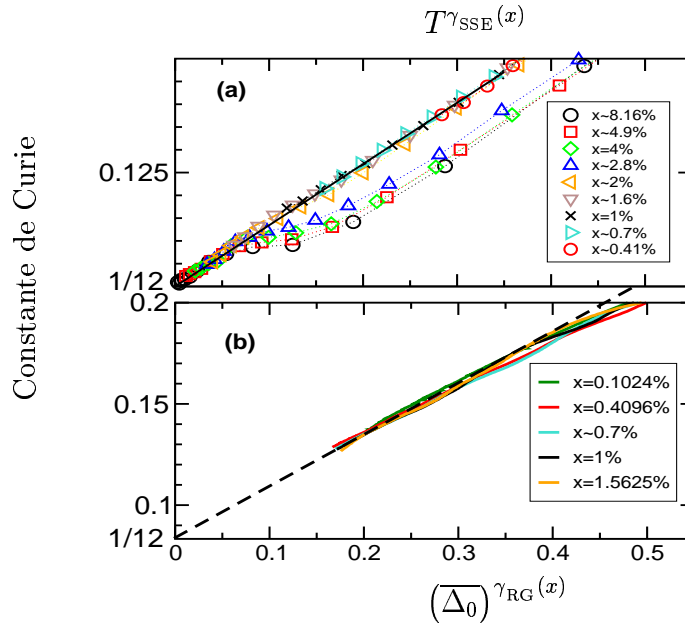 T^γ_SSE(x)
Constante de Curie
(a)
0.125
1/12
x~8.16%
x~4.9%
x=4%
x~2.8%
x~2%
x~1.6%
x=1%
x~0.7%
x~0.41%
(b)
0.2
0.15
0.1
1/12
x=0.1024%
x=0.4096%
x~0.7%
x=1%
x=1.5625%
0 0.1 0.2 0.3 0.4 0.5
(Δ̅₀)^γ_RG(x)